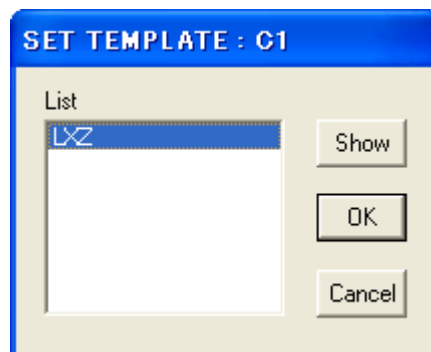 SET TEMPLATE : C1
List
LXZ
Show
OK
Cancel